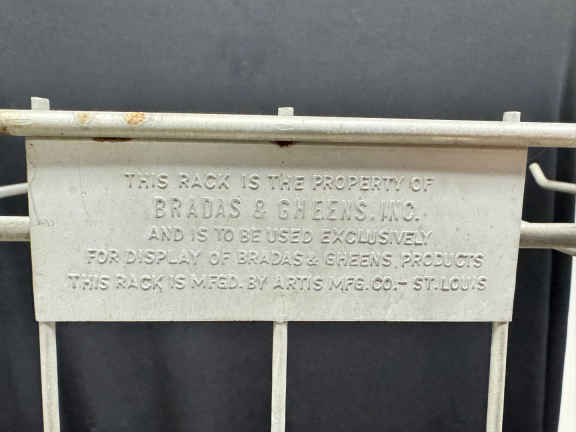 THIS RACK IS THE PROPERTY OF
BRADAS & GHEENS, INC.
AND IS TO BE USED EXCLUSIVELY
FOR DISPLAY OF BRADAS & GHEENS, PRODUCTS
THIS RACK IS MFGD. BY ARTIS MFG. CO. – ST. LOUIS